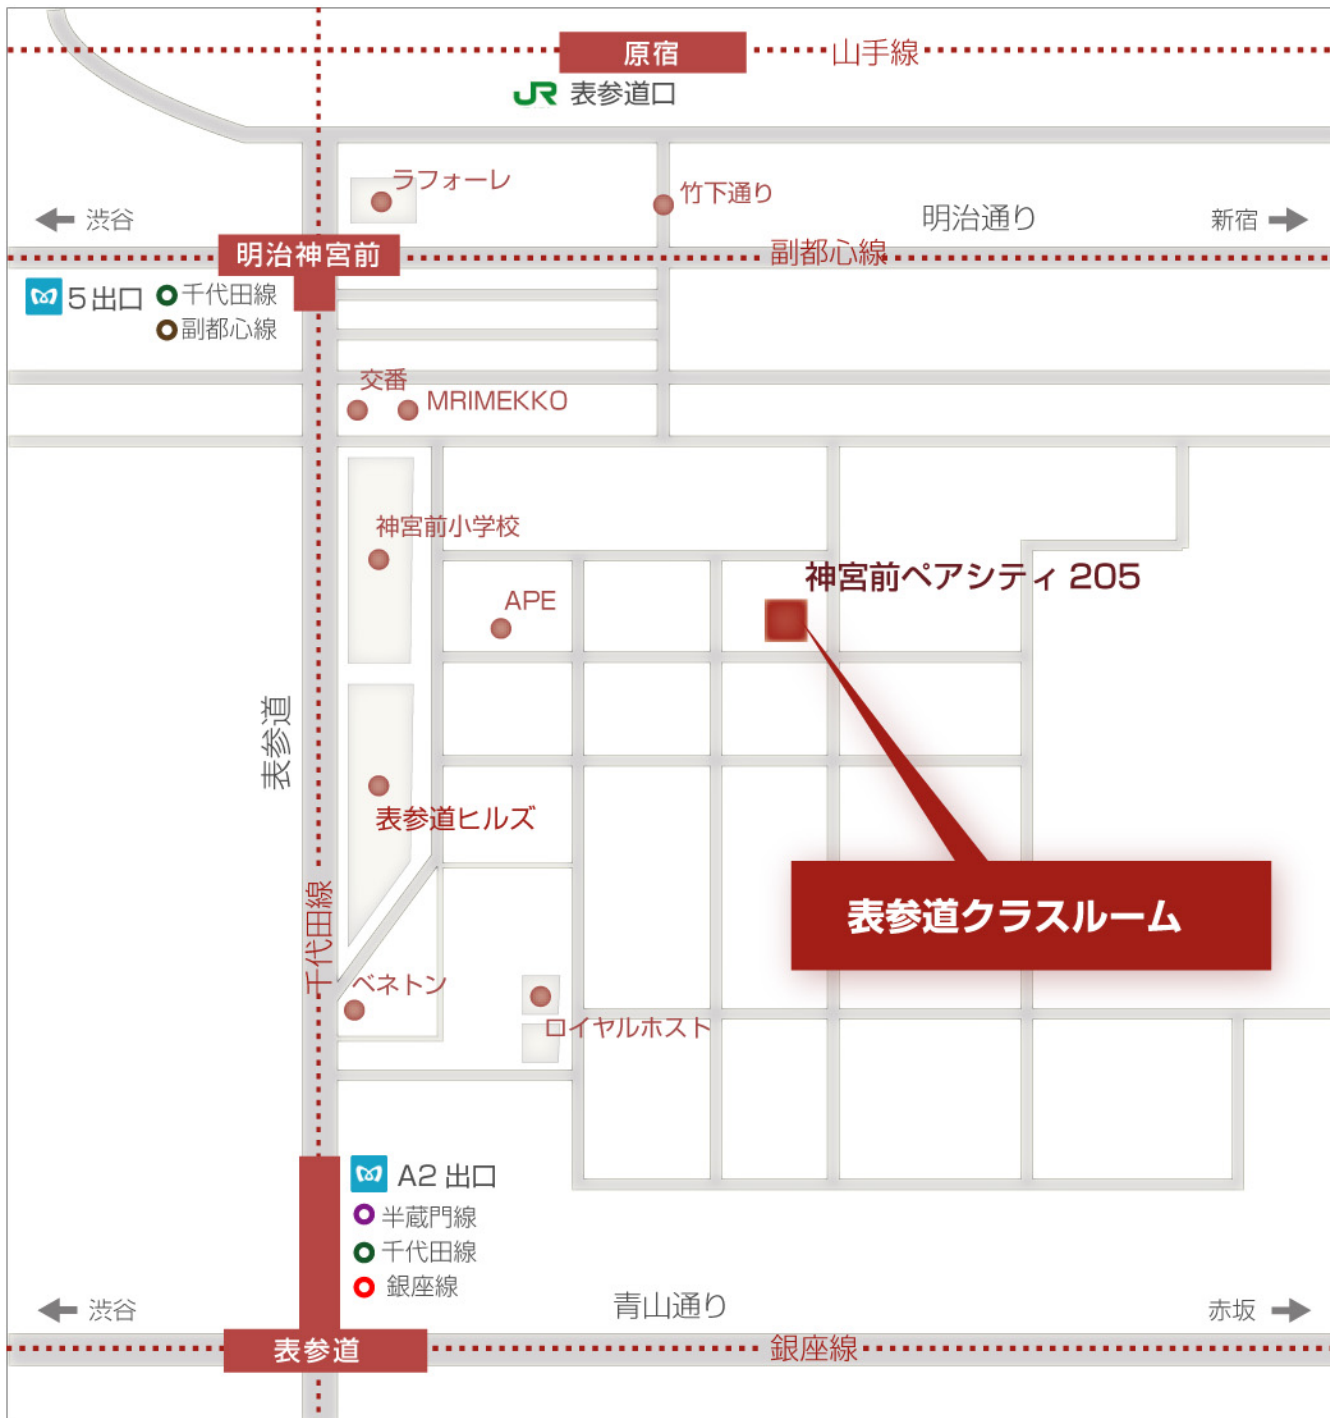 原宿
山手線
JR 表参道口
ラフォーレ
竹下通り
渋谷
明治通り
新宿
明治神宮前
副都心線
5出口
千代田線
副都心線
交番
MRIMEKKO
神宮前小学校
神宮前ペアシティ 205
APE
表参道
表参道ヒルズ
千代田線
表参道クラスルーム
ベネトン
ロイヤルホスト
A2 出口
半蔵門線
千代田線
銀座線
渋谷
青山通り
赤坂
表参道
銀座線